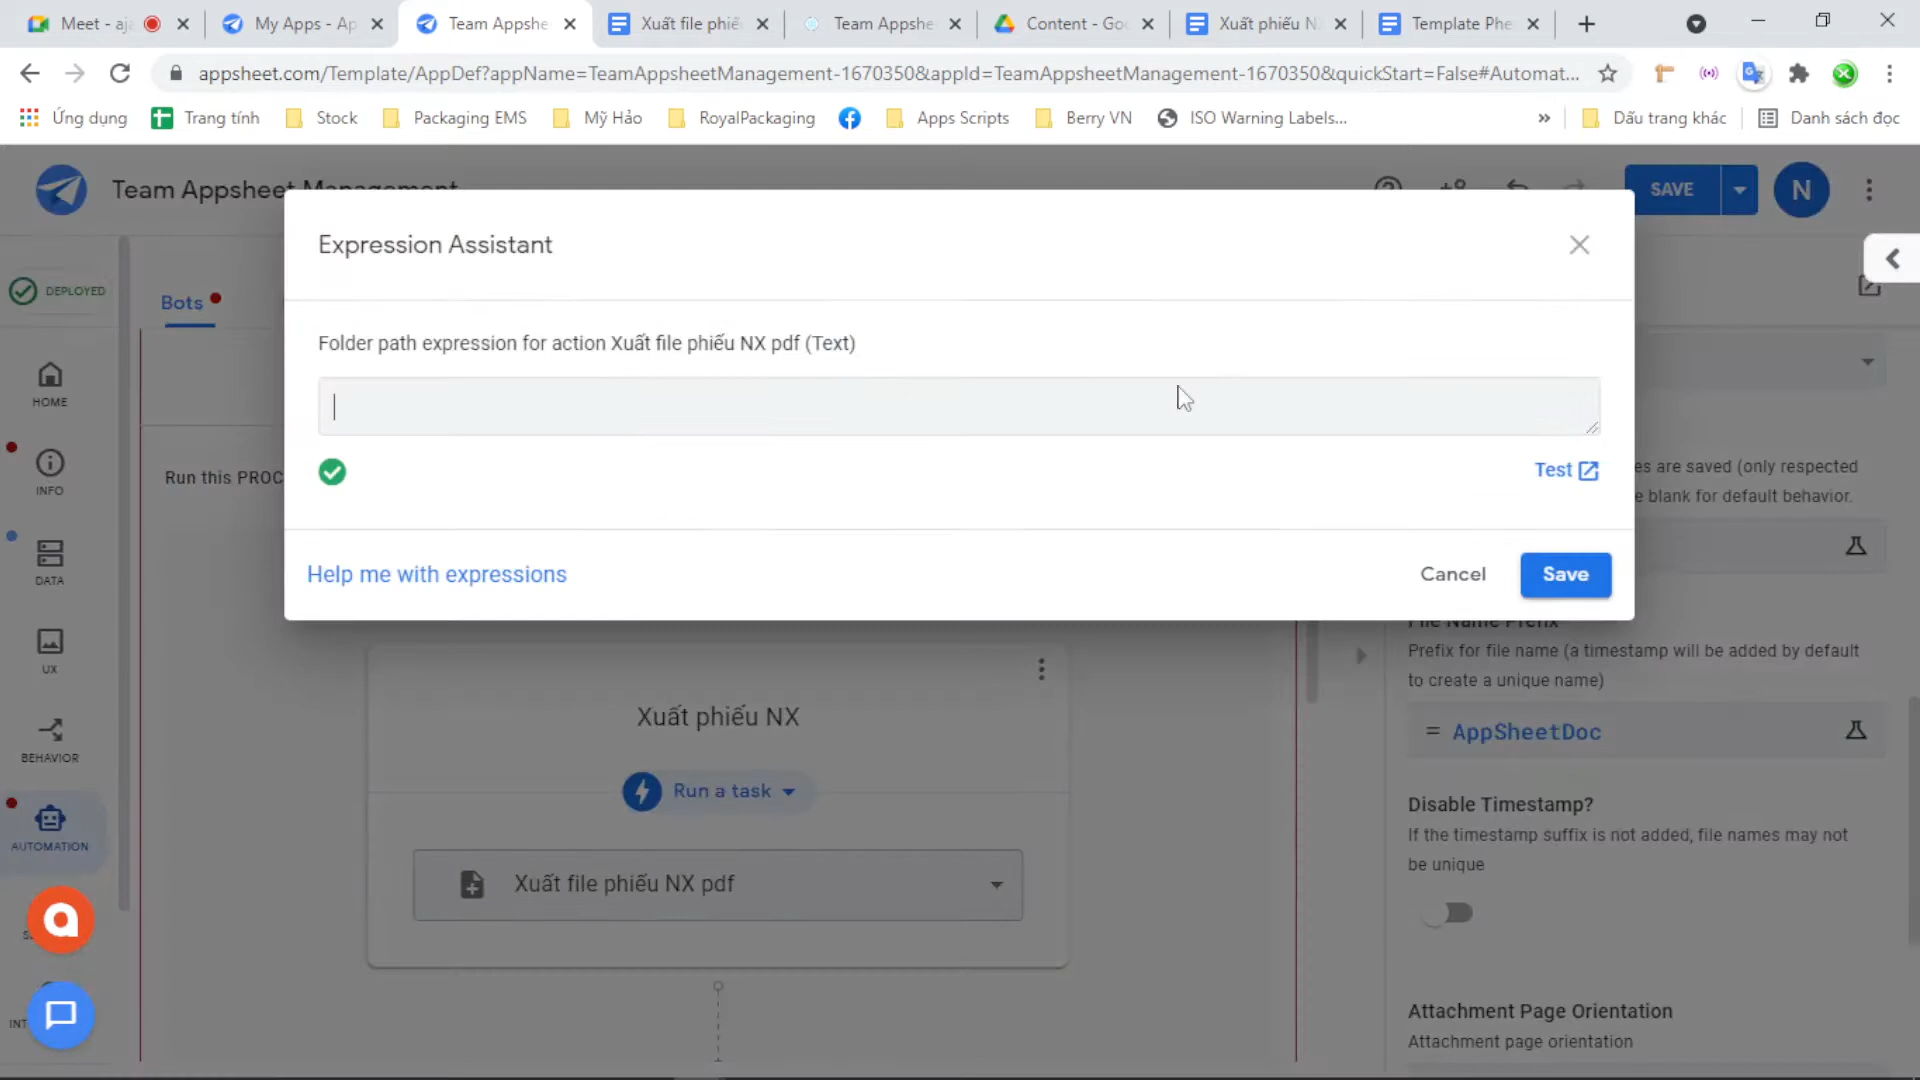 Meet - aja
My Apps - Ap
Team Appshe
Xuất file phiế
Team Appshe
Content - Goo
Xuất phiếu N
Template Phe
appsheet.com/Template/AppDef?appName=TeamAppsheetManagement-1670350&appId=TeamAppsheetManagement-1670350&quickStart=False#Automat...
Ứng dụng
Trang tính
Stock
Packaging EMS
Mỹ Hảo
RoyalPackaging
Apps Scripts
Berry VN
ISO Warning Labels...
»
Dấu trang khác
Danh sách đọc
Team Appsheet Management
SAVE
N
Expression Assistant
DEPLOYED
Bots
Folder path expression for action Xuất file phiếu NX pdf (Text)
HOME
Test
es are saved (only respected
e blank for default behavior.
INFO
Run this PROC
DATA
Help me with expressions
Cancel
Save
File Name Prefix
Prefix for file name (a timestamp will be added by default
to create a unique name)
UX
Xuất phiếu NX
= AppSheetDoc
BEHAVIOR
Run a task
Disable Timestamp?
If the timestamp suffix is not added, file names may not
be unique
AUTOMATION
Xuất file phiếu NX pdf
Attachment Page Orientation
INT
Attachment page orientation